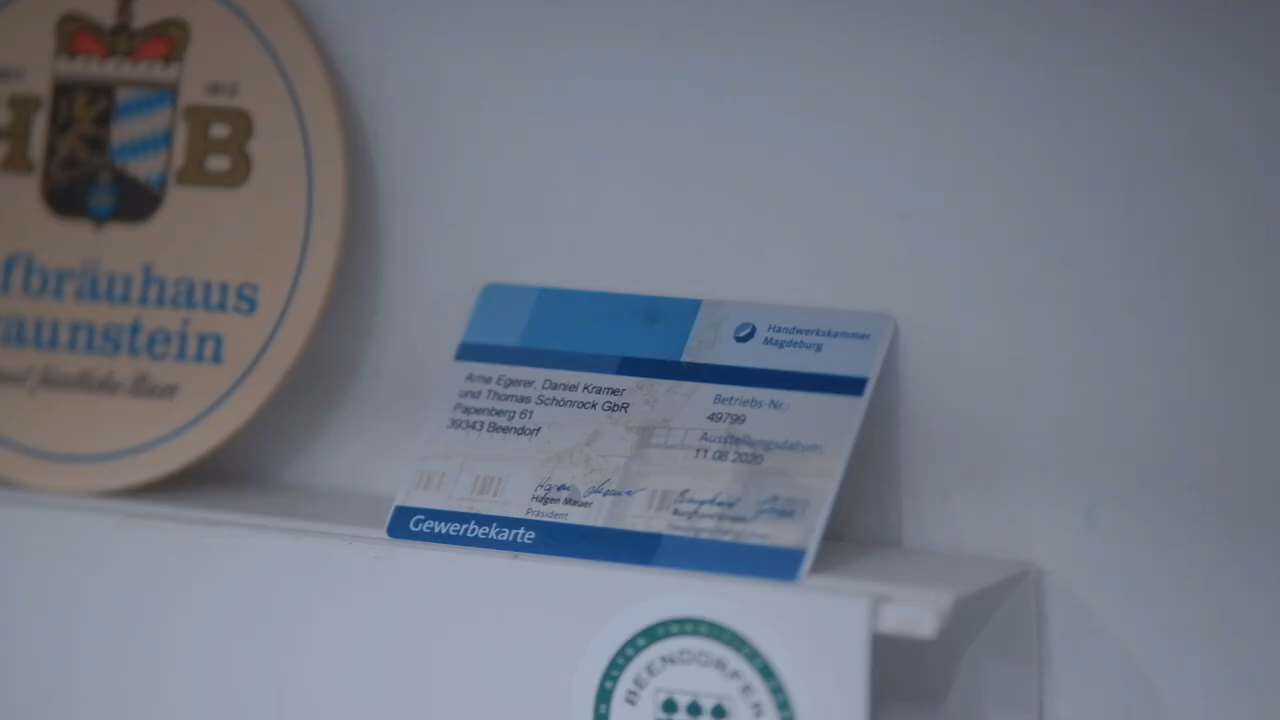 H B
1612
fbräuhaus
aunstein
Handwerkskammer
Magdeburg
Arne Egerer, Daniel Kramer
und Thomas Schönrock GbR
Papenberg 61
39343 Beendorf
Betriebs-Nr.:
49799
Ausstellungsdatum:
11.08.2020
Hagen Mauer
Präsident
Gewerbekarte
BEENDORFER